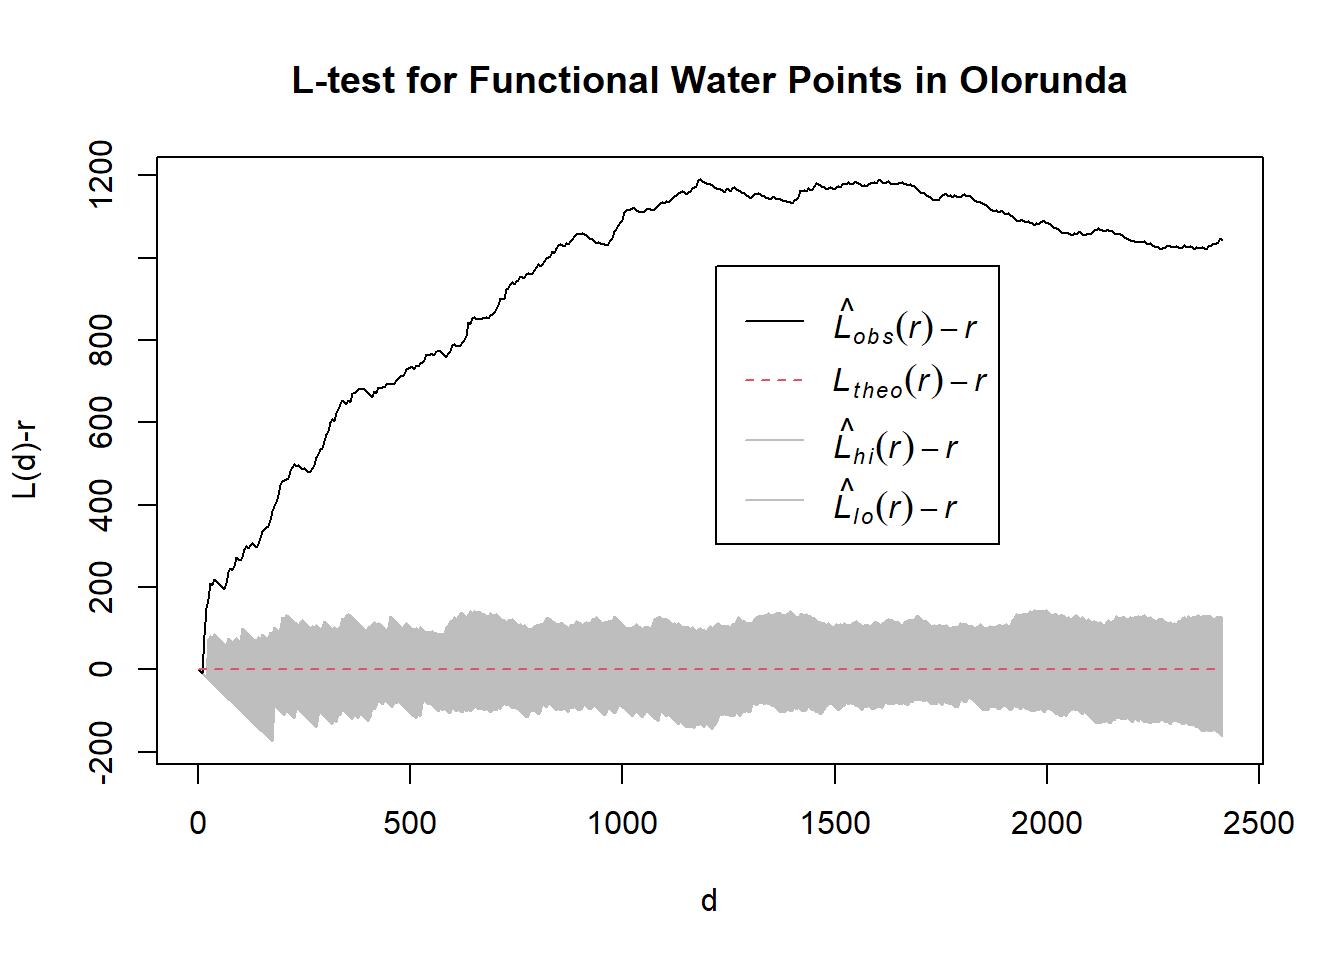 L-test for Functional Water Points in Olorunda
L(d)-r
1200
800
600
400
200
0
-200
L̂obs(r) – r
Ltheo(r) – r
L̂hi(r) – r
L̂lo(r) – r
0 500 1000 1500 2000 2500
d